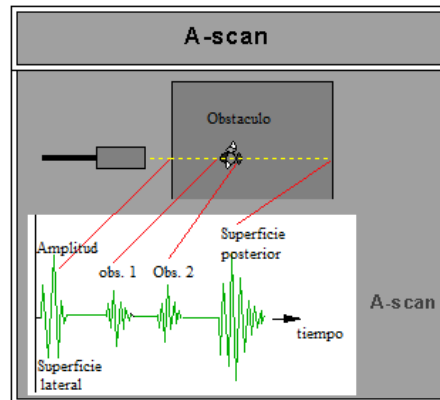 A-scan
Obstaculo
Superficie
posterior
Amplitud
obs. 1
Obs. 2
tiempo
A-scan
Superficie
lateral